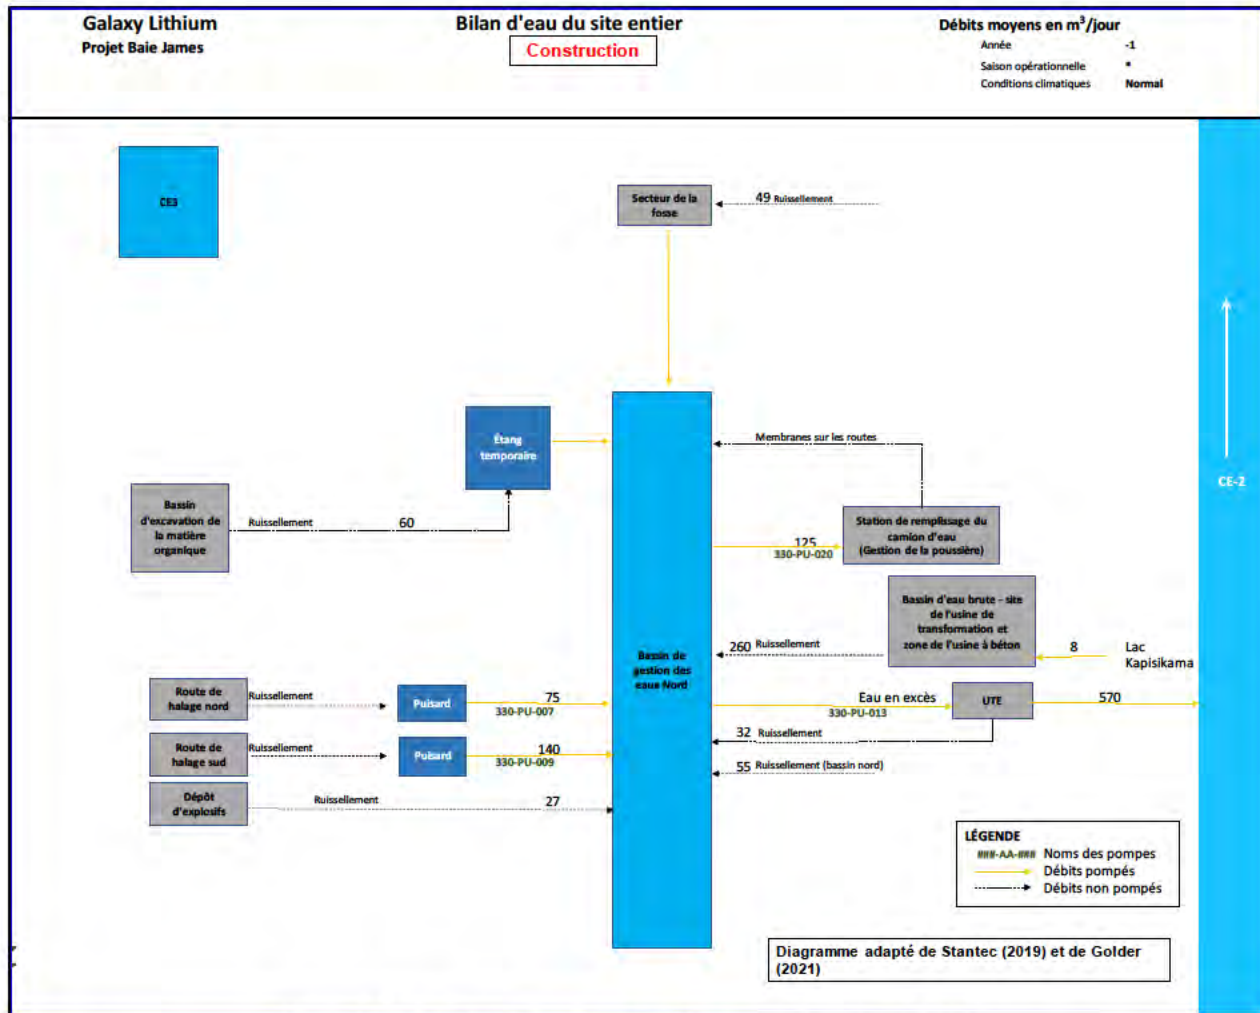 Galaxy Lithium
Projet Baie James
Bilan d'eau du site entier
Construction
Débits moyens en m³/jour
Année -1
Saison opérationnelle *
Conditions climatiques Normal
CE3
Secteur de la
fosse
49 Ruissellement
Étang
temporaire
Membranes sur les routes
CE-2
Bassin
d'excavation de
la matière
organique
Ruissellement 60
125
330-PU-020
Station de remplissage du
camion d'eau
(Gestion de la poussière)
Bassin d'eau brute - site
de l'usine de
transformation et
zone de l'usine à béton
260 Ruissellement
8 Lac
Kapisikama
Bassin de
gestion des
eaux Nord
Route de
halage nord
Ruissellement
Puisard
75
330-PU-007
Eau en excès
330-PU-013
UTE
570
32 Ruissellement
Route de
halage sud
Ruissellement
Puisard
140
330-PU-009
55 Ruissellement (bassin nord)
Dépôt
d'explosifs
Ruissellement 27
LÉGENDE
###-AA-### Noms des pompes
Débits pompés
Débits non pompés
Diagramme adapté de Stantec (2019) et de Golder
(2021)